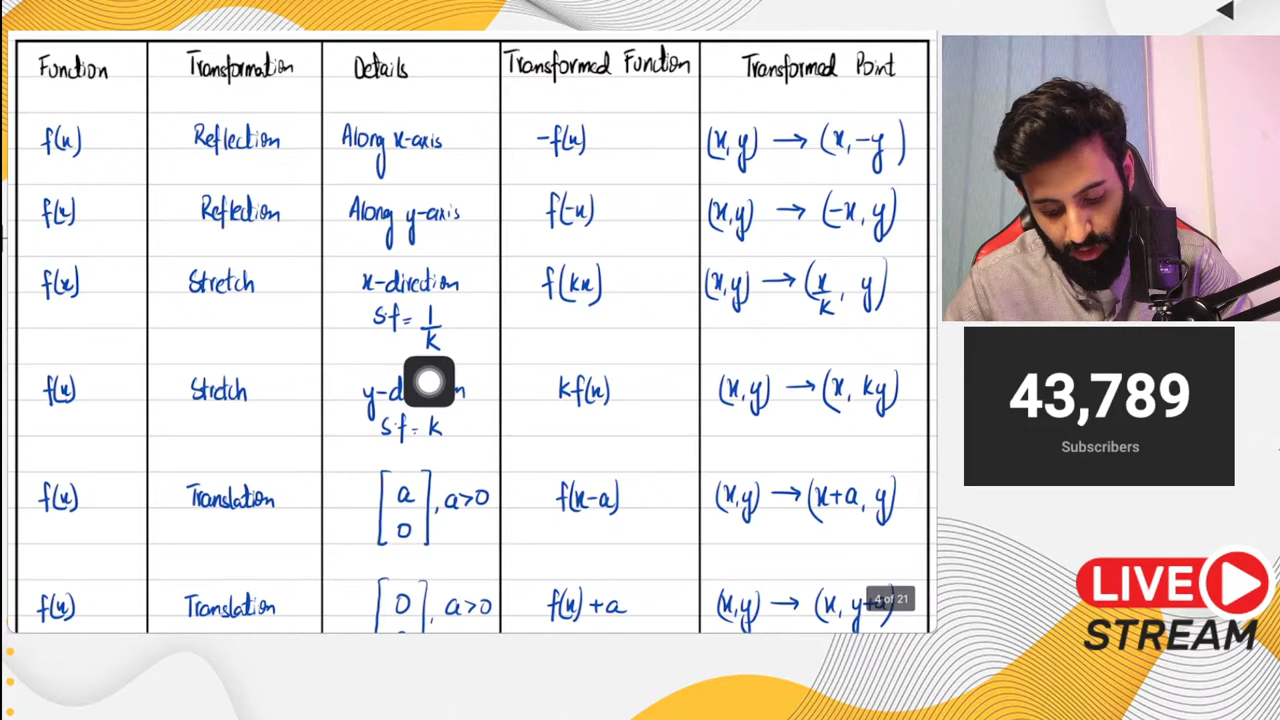 Function Transformation Details Transformed Function Transformed Point
f(x) Reflection Along x-axis -f(x) (x,y) → (x,-y)
f(x) Reflection Along y-axis f(-x) (x,y) → (-x, y)
f(x) Stretch x-direction f(kx) (x,y) → (x/k, y)
s.f = 1/k
f(x) Stretch kf(x) (x,y) → (x, ky)
s.f = k
f(x) Translation [a 0], a>0 f(x-a) (x,y) → (x+a, y)
f(x) Translation [0 , a>0 f(x)+a (x,y) → (x, y+
4 of 21
43,789
Subscribers
LIVE
STREAM